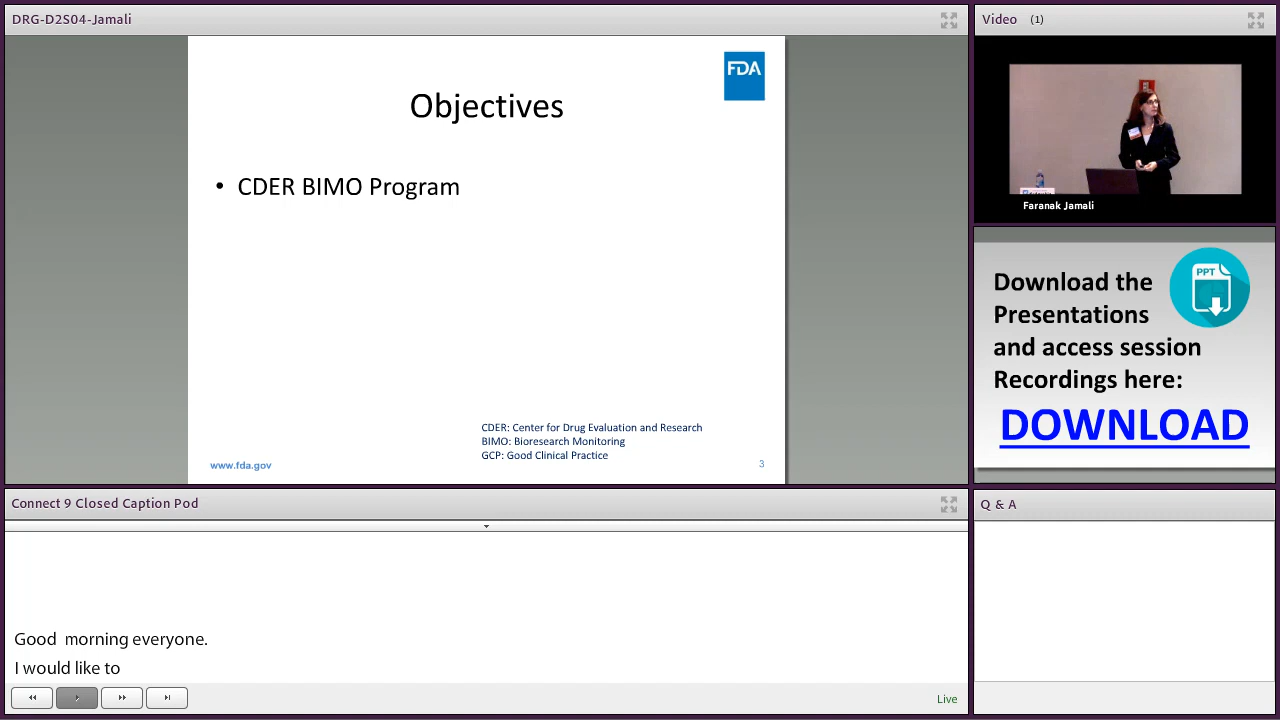 DRG-D2S04-Jamali
FDA
Objectives
• CDER BIMO Program
CDER: Center for Drug Evaluation and Research
BIMO: Bioresearch Monitoring
GCP: Good Clinical Practice
www.fda.gov
3
Video (1)
Faranak Jamali
PPT
Download the
Presentations
and access session
Recordings here:
DOWNLOAD
Connect 9 Closed Caption Pod
Good morning everyone.
I would like to
Live
Q & A